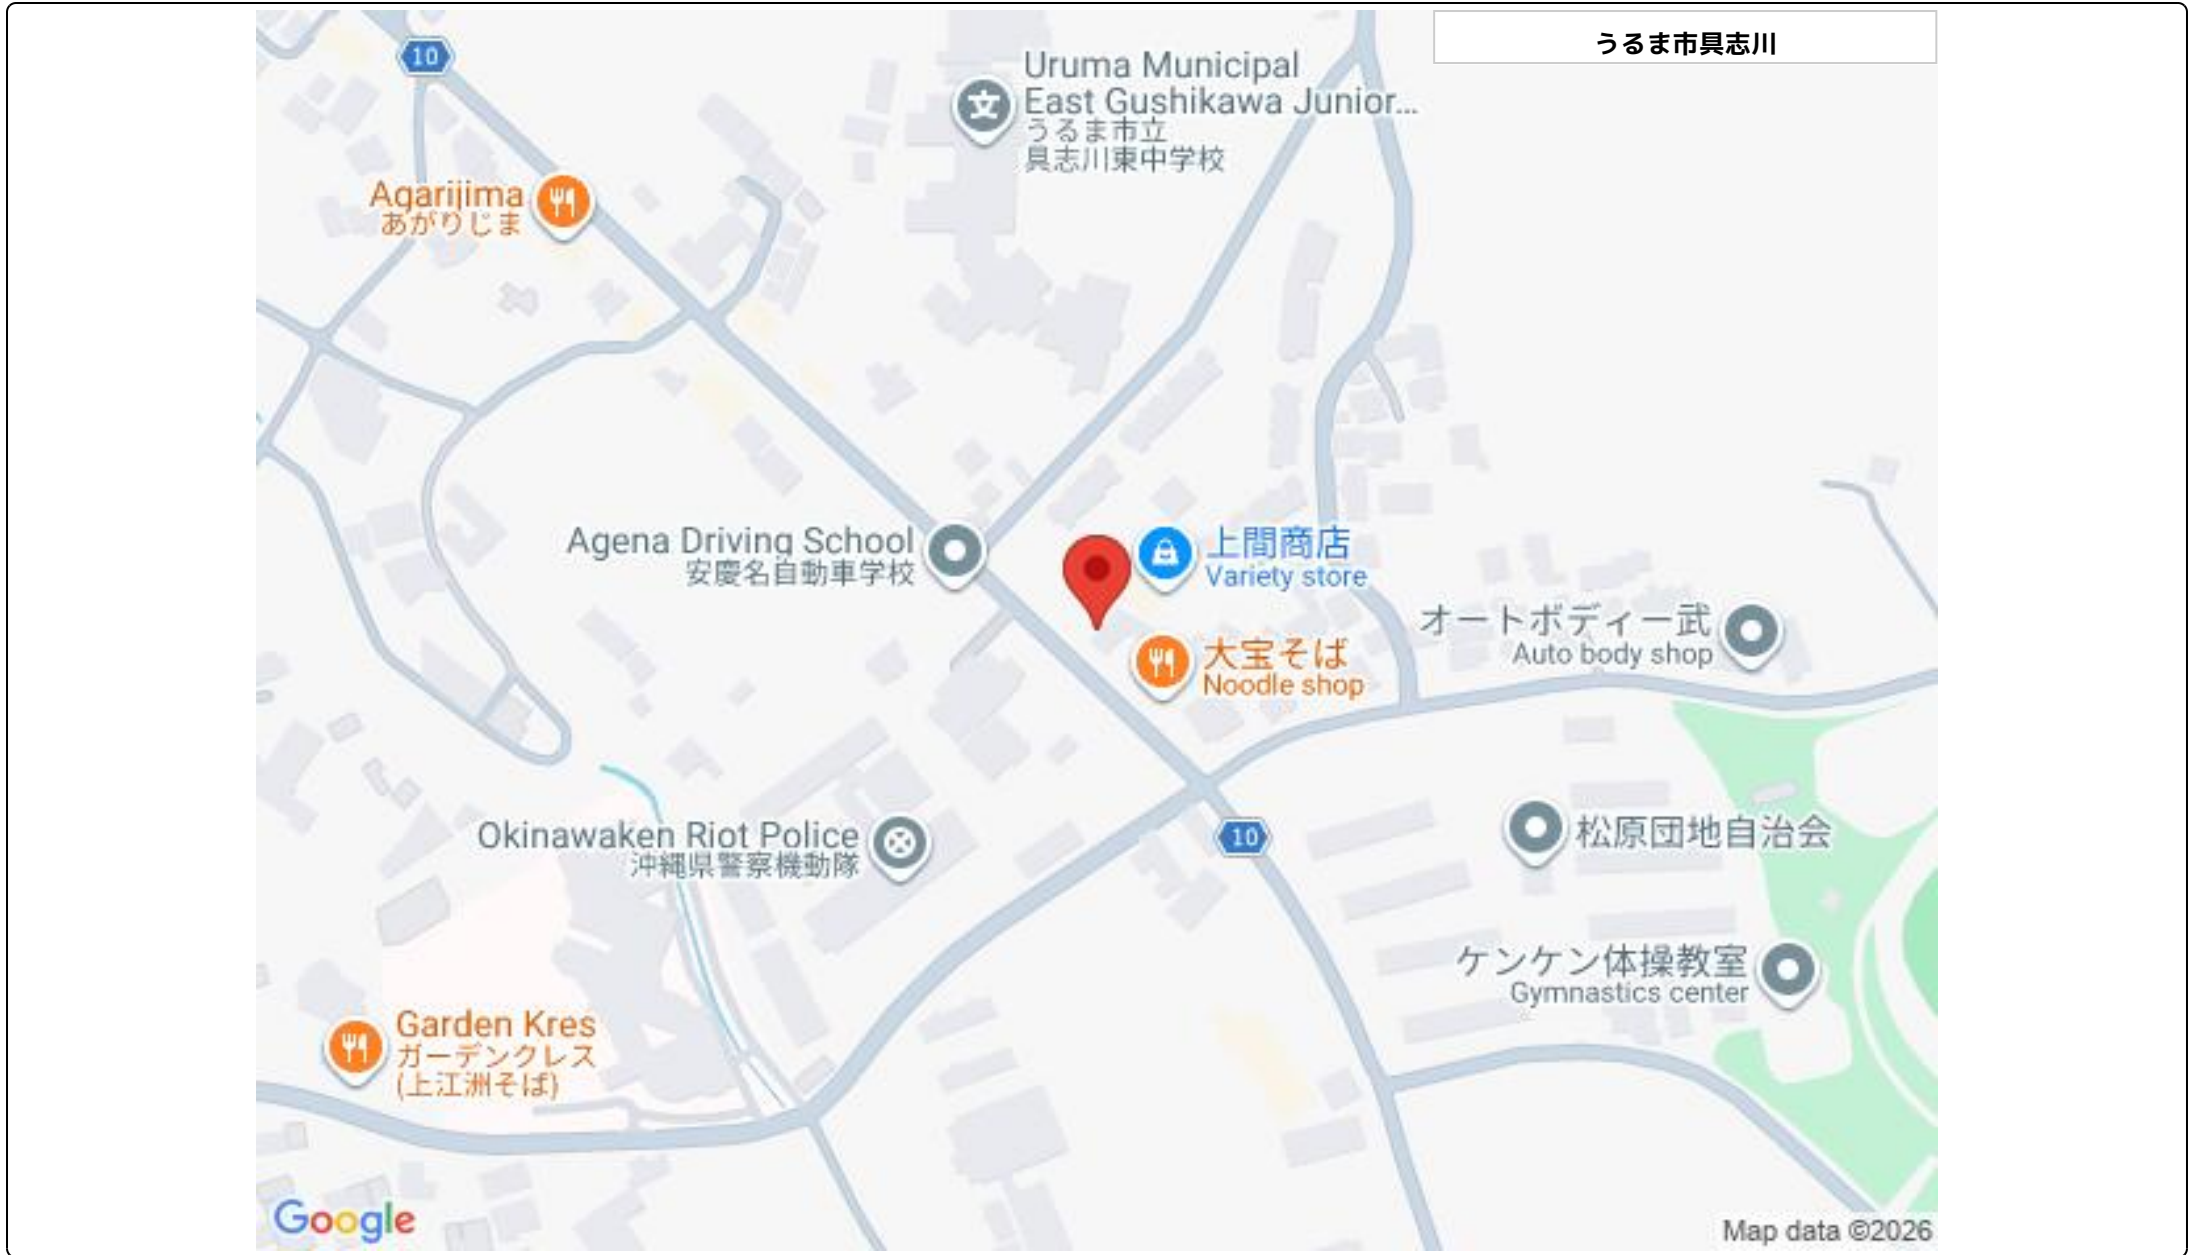 うるま市具志川
10
Uruma Municipal
East Gushikawa Junior...
うるま市立
具志川東中学校
Agarijima
あがりじま
Agena Driving School
安慶名自動車学校
上間商店
Variety store
オートボディー武
Auto body shop
大宝そば
Noodle shop
Okinawaken Riot Police
沖縄県警察機動隊
10
松原団地自治会
ケンケン体操教室
Gymnastics center
Garden Kres
ガーデンクレス
(上江洲そば)
Google
Map data ©2026